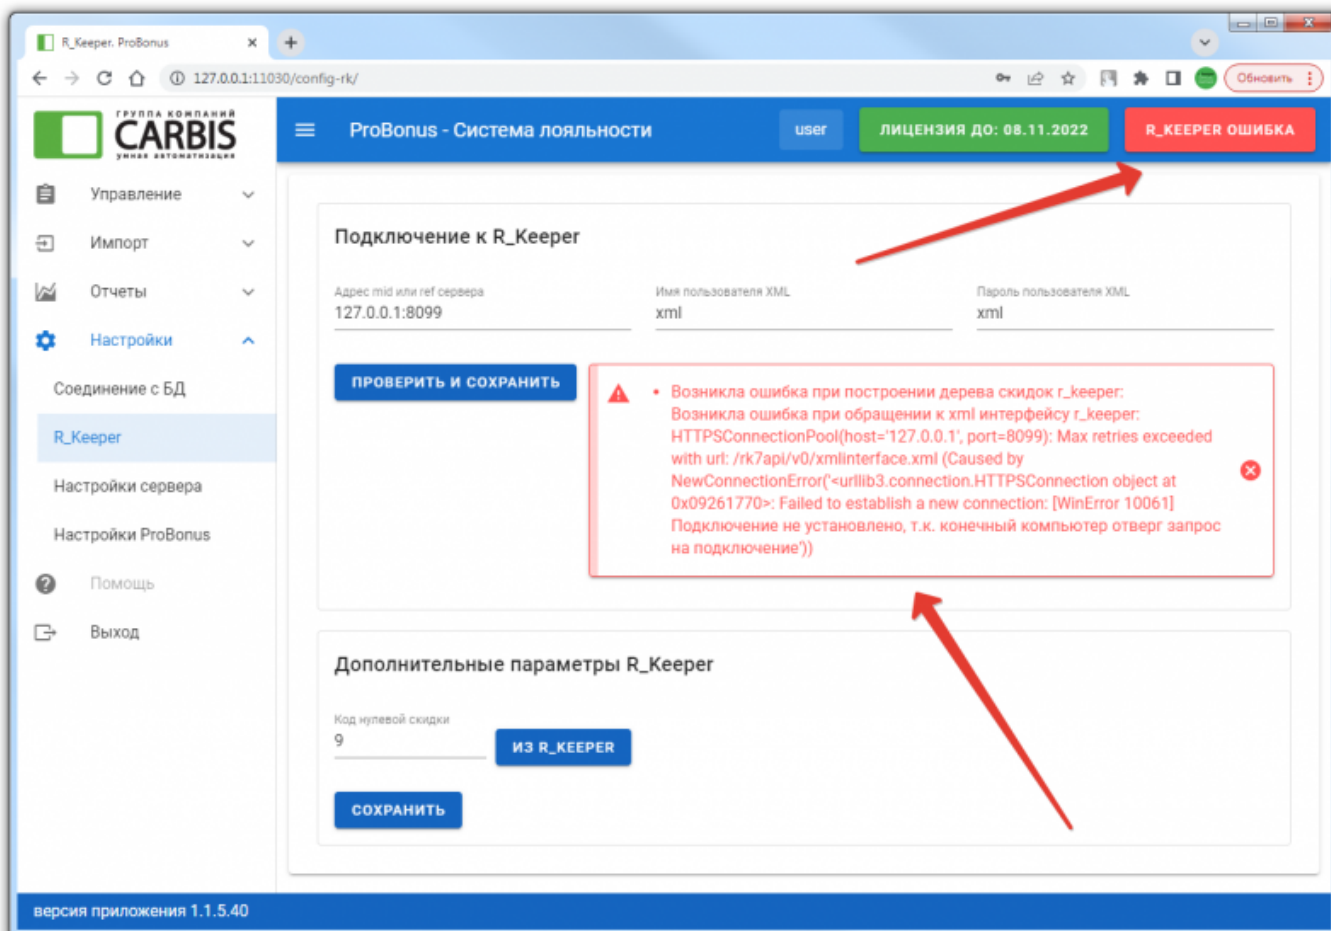 R_Keeper. ProBonus
127.0.0.1:11030/config-rk/
Обновить
ГРУППА КОМПАНИЙ
CARBIS
умная автоматизация
ProBonus - Система лояльности
user
ЛИЦЕНЗИЯ ДО: 08.11.2022
R_KEEPER ОШИБКА
Управление
Импорт
Отчеты
Настройки
Соединение с БД
R_Keeper
Настройки сервера
Настройки ProBonus
Помощь
Выход
Подключение к R_Keeper
Адрес mid или ref сервера
127.0.0.1:8099
Имя пользователя XML
xml
Пароль пользователя XML
xml
ПРОВЕРИТЬ И СОХРАНИТЬ
• Возникла ошибка при построении дерева скидок r_keeper:
Возникла ошибка при обращении к xml интерфейсу r_keeper:
HTTPSConnectionPool(host='127.0.0.1', port=8099): Max retries exceeded
with url: /rk7api/v0/xmlinterface.xml (Caused by
NewConnectionError('<urllib3.connection.HTTPSConnection object at
0x09261770>: Failed to establish a new connection: [WinError 10061]
Подключение не установлено, т.к. конечный компьютер отверг запрос
на подключение'))
Дополнительные параметры R_Keeper
Код нулевой скидки
9
ИЗ R_KEEPER
СОХРАНИТЬ
версия приложения 1.1.5.40